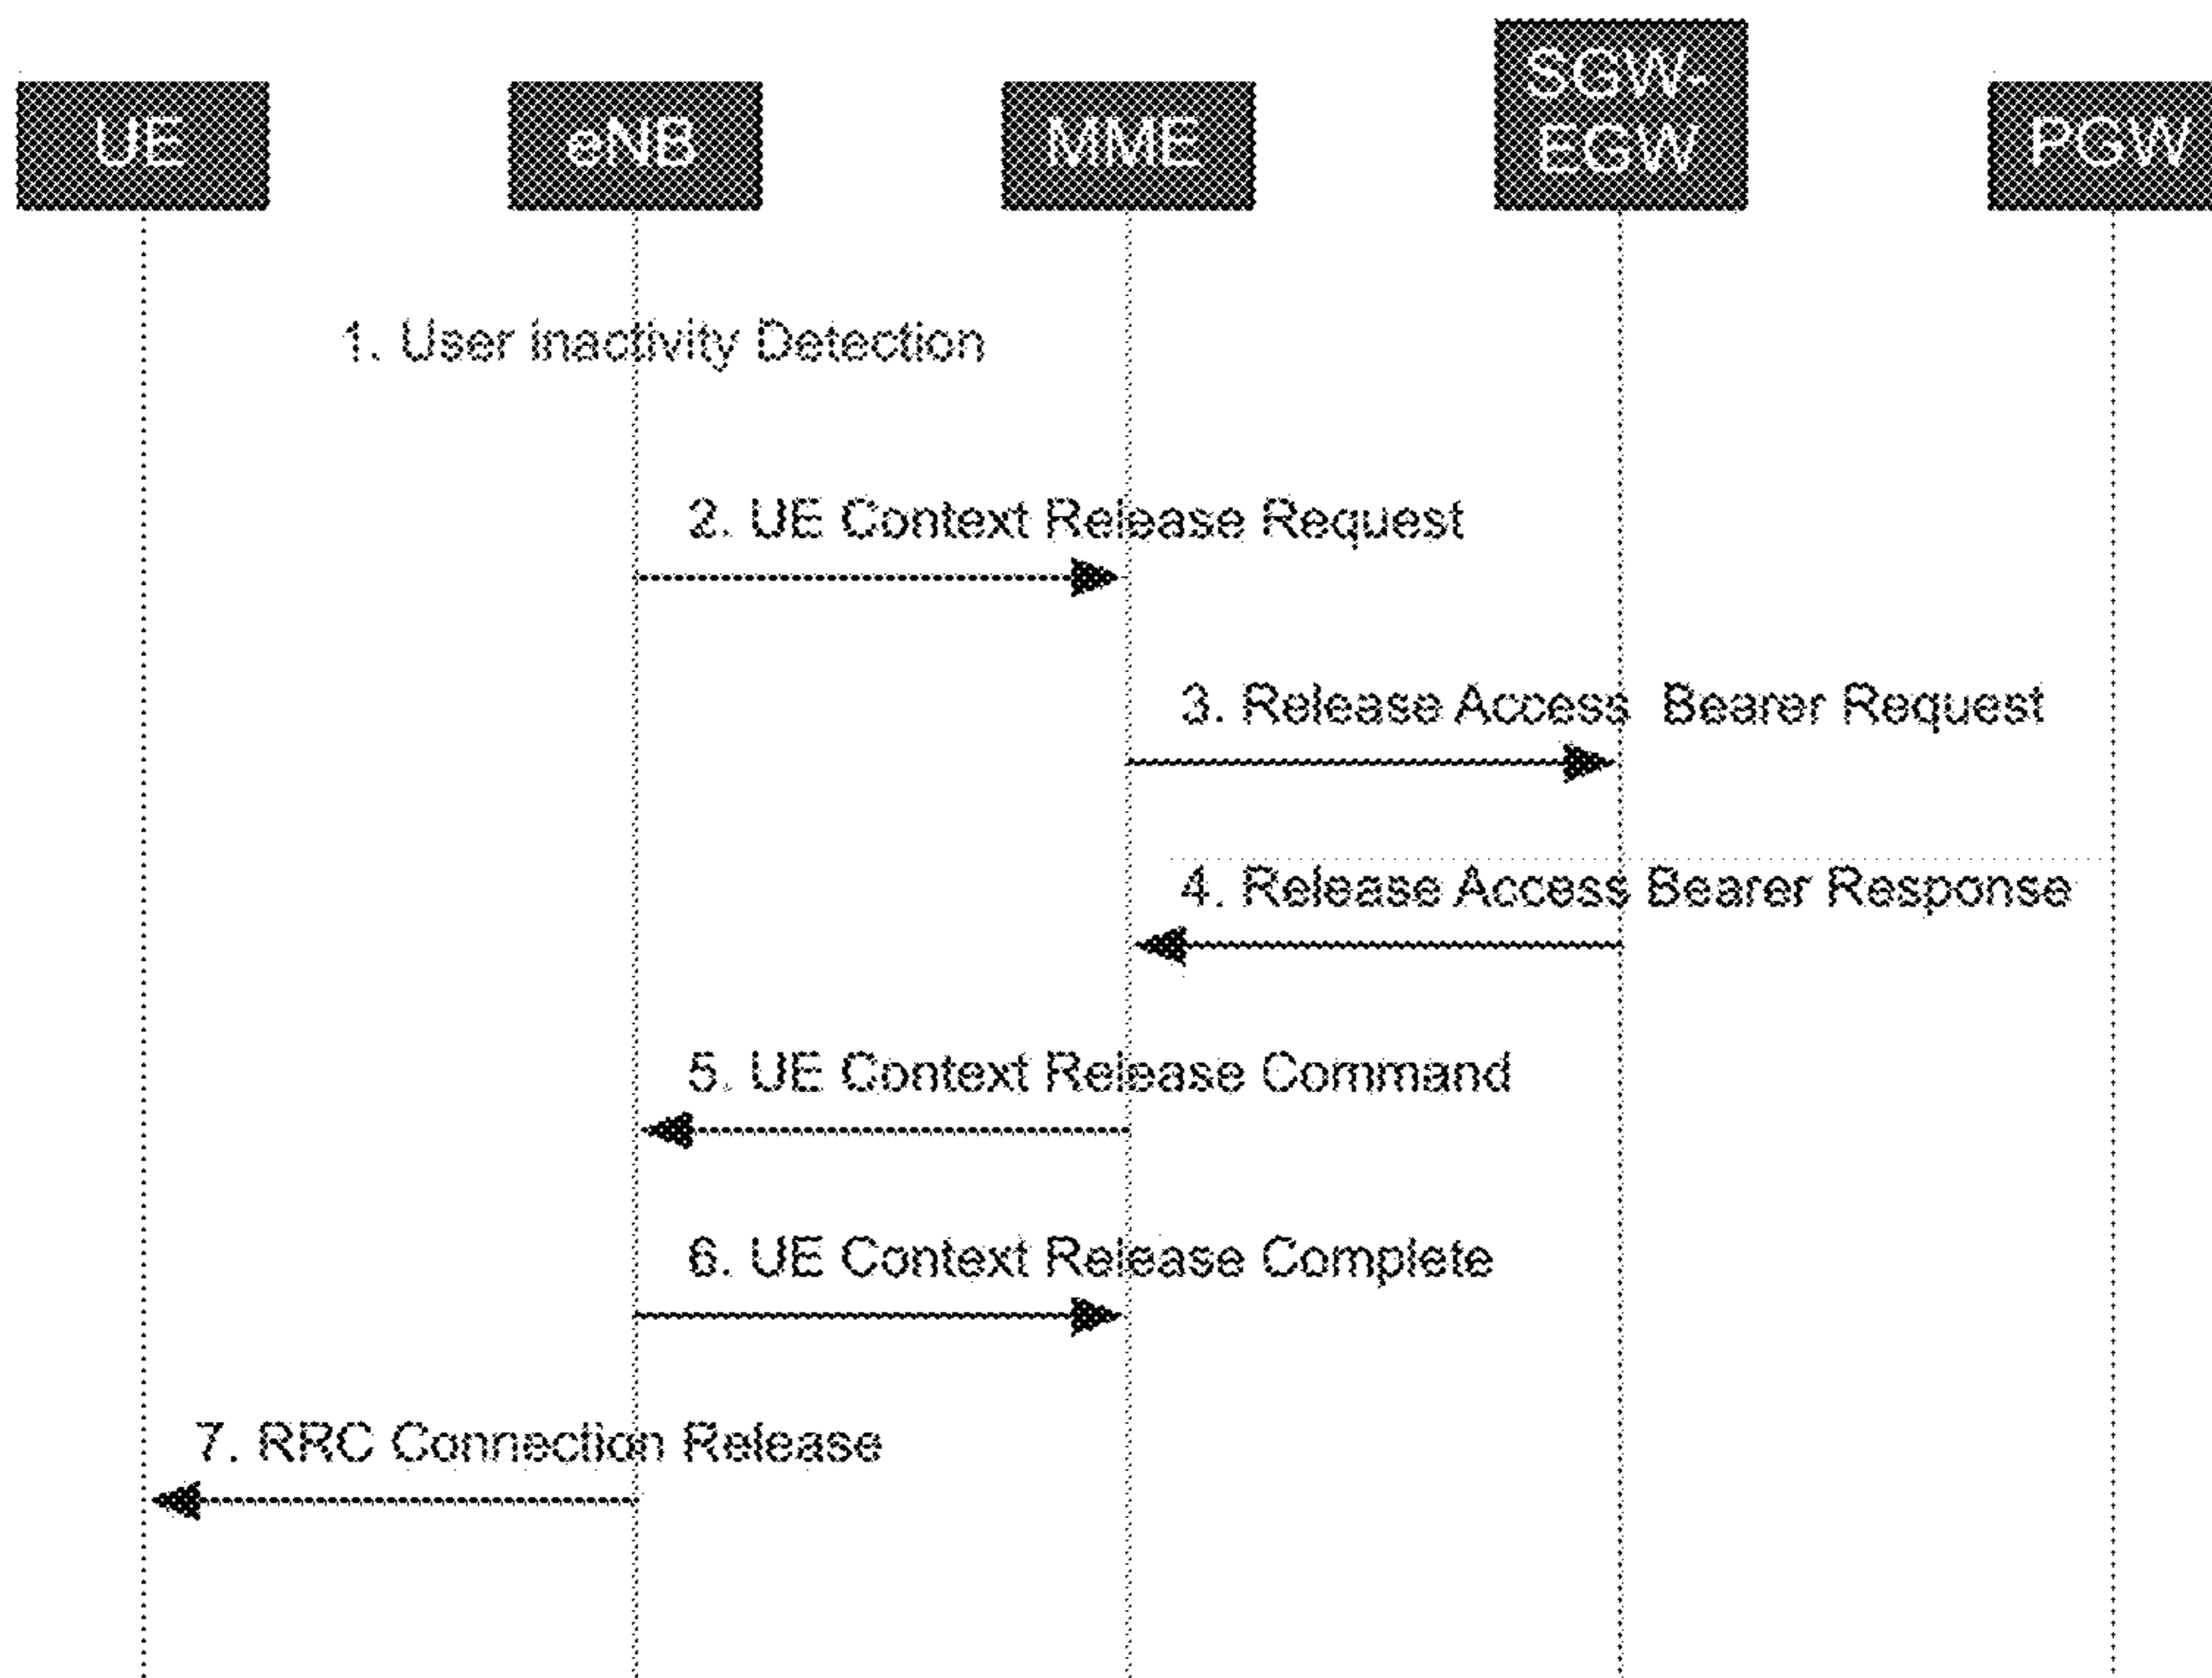 UE
eNB
MME
SGW-
EGW
PGW
1. User Inactivity Detection
2. UE Context Release Request
3. Release Access Bearer Request
4. Release Access Bearer Response
5. UE Context Release Command
6. UE Context Release Complete
7. RRC Connection Release